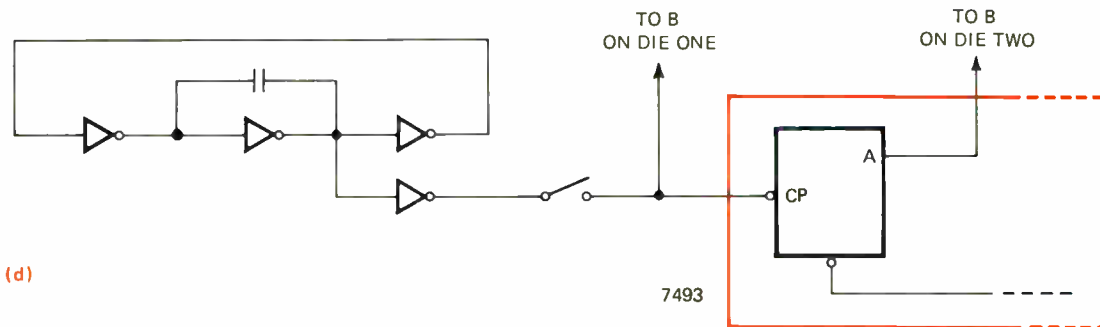 TO B
ON DIE ONE
TO B
ON DIE TWO
A
CP
(d)
7493